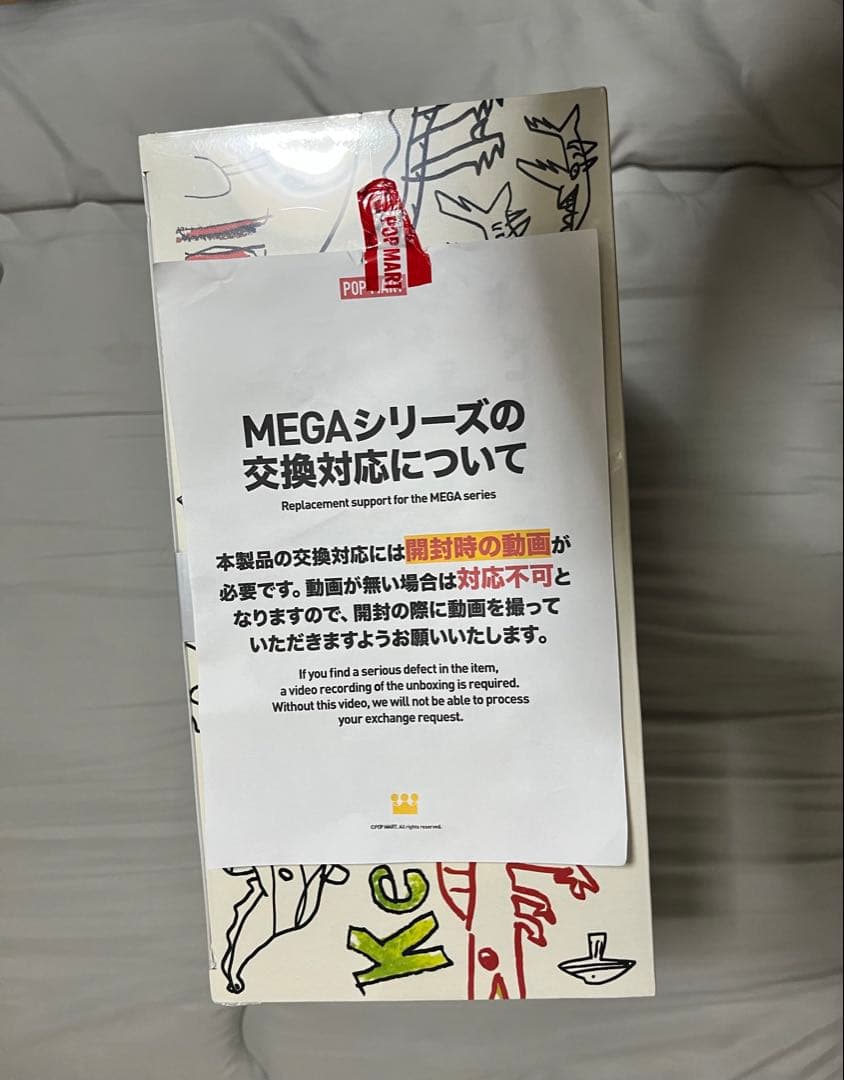 POP MART
POP MART
MEGAシリーズの
交換対応について
Replacement support for the MEGA series
本製品の交換対応には開封時の動画が
必要です。動画が無い場合は対応不可と
なりますので、開封の際に動画を撮って
いただきますようお願いいたします。
If you find a serious defect in the item,
a video recording of the unboxing is required.
Without this video, we will not be able to process
your exchange request.
©POP MART. All rights reserved.
Ke